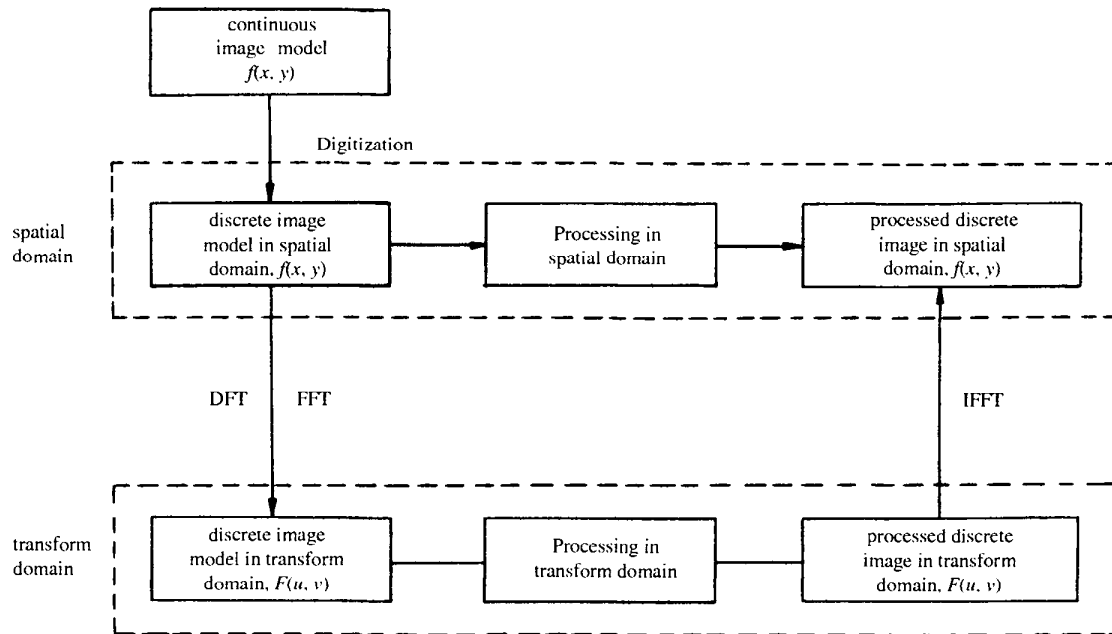 continuous
image model
f(x, y)
Digitization
spatial
domain
discrete image
model in spatial
domain, f(x, y)
Processing in
spatial domain
processed discrete
image in spatial
domain, f(x, y)
DFT
FFT
IFFT
transform
domain
discrete image
model in transform
domain, F(u, v)
Processing in
transform domain
processed discrete
image in transform
domain, F(u, v)